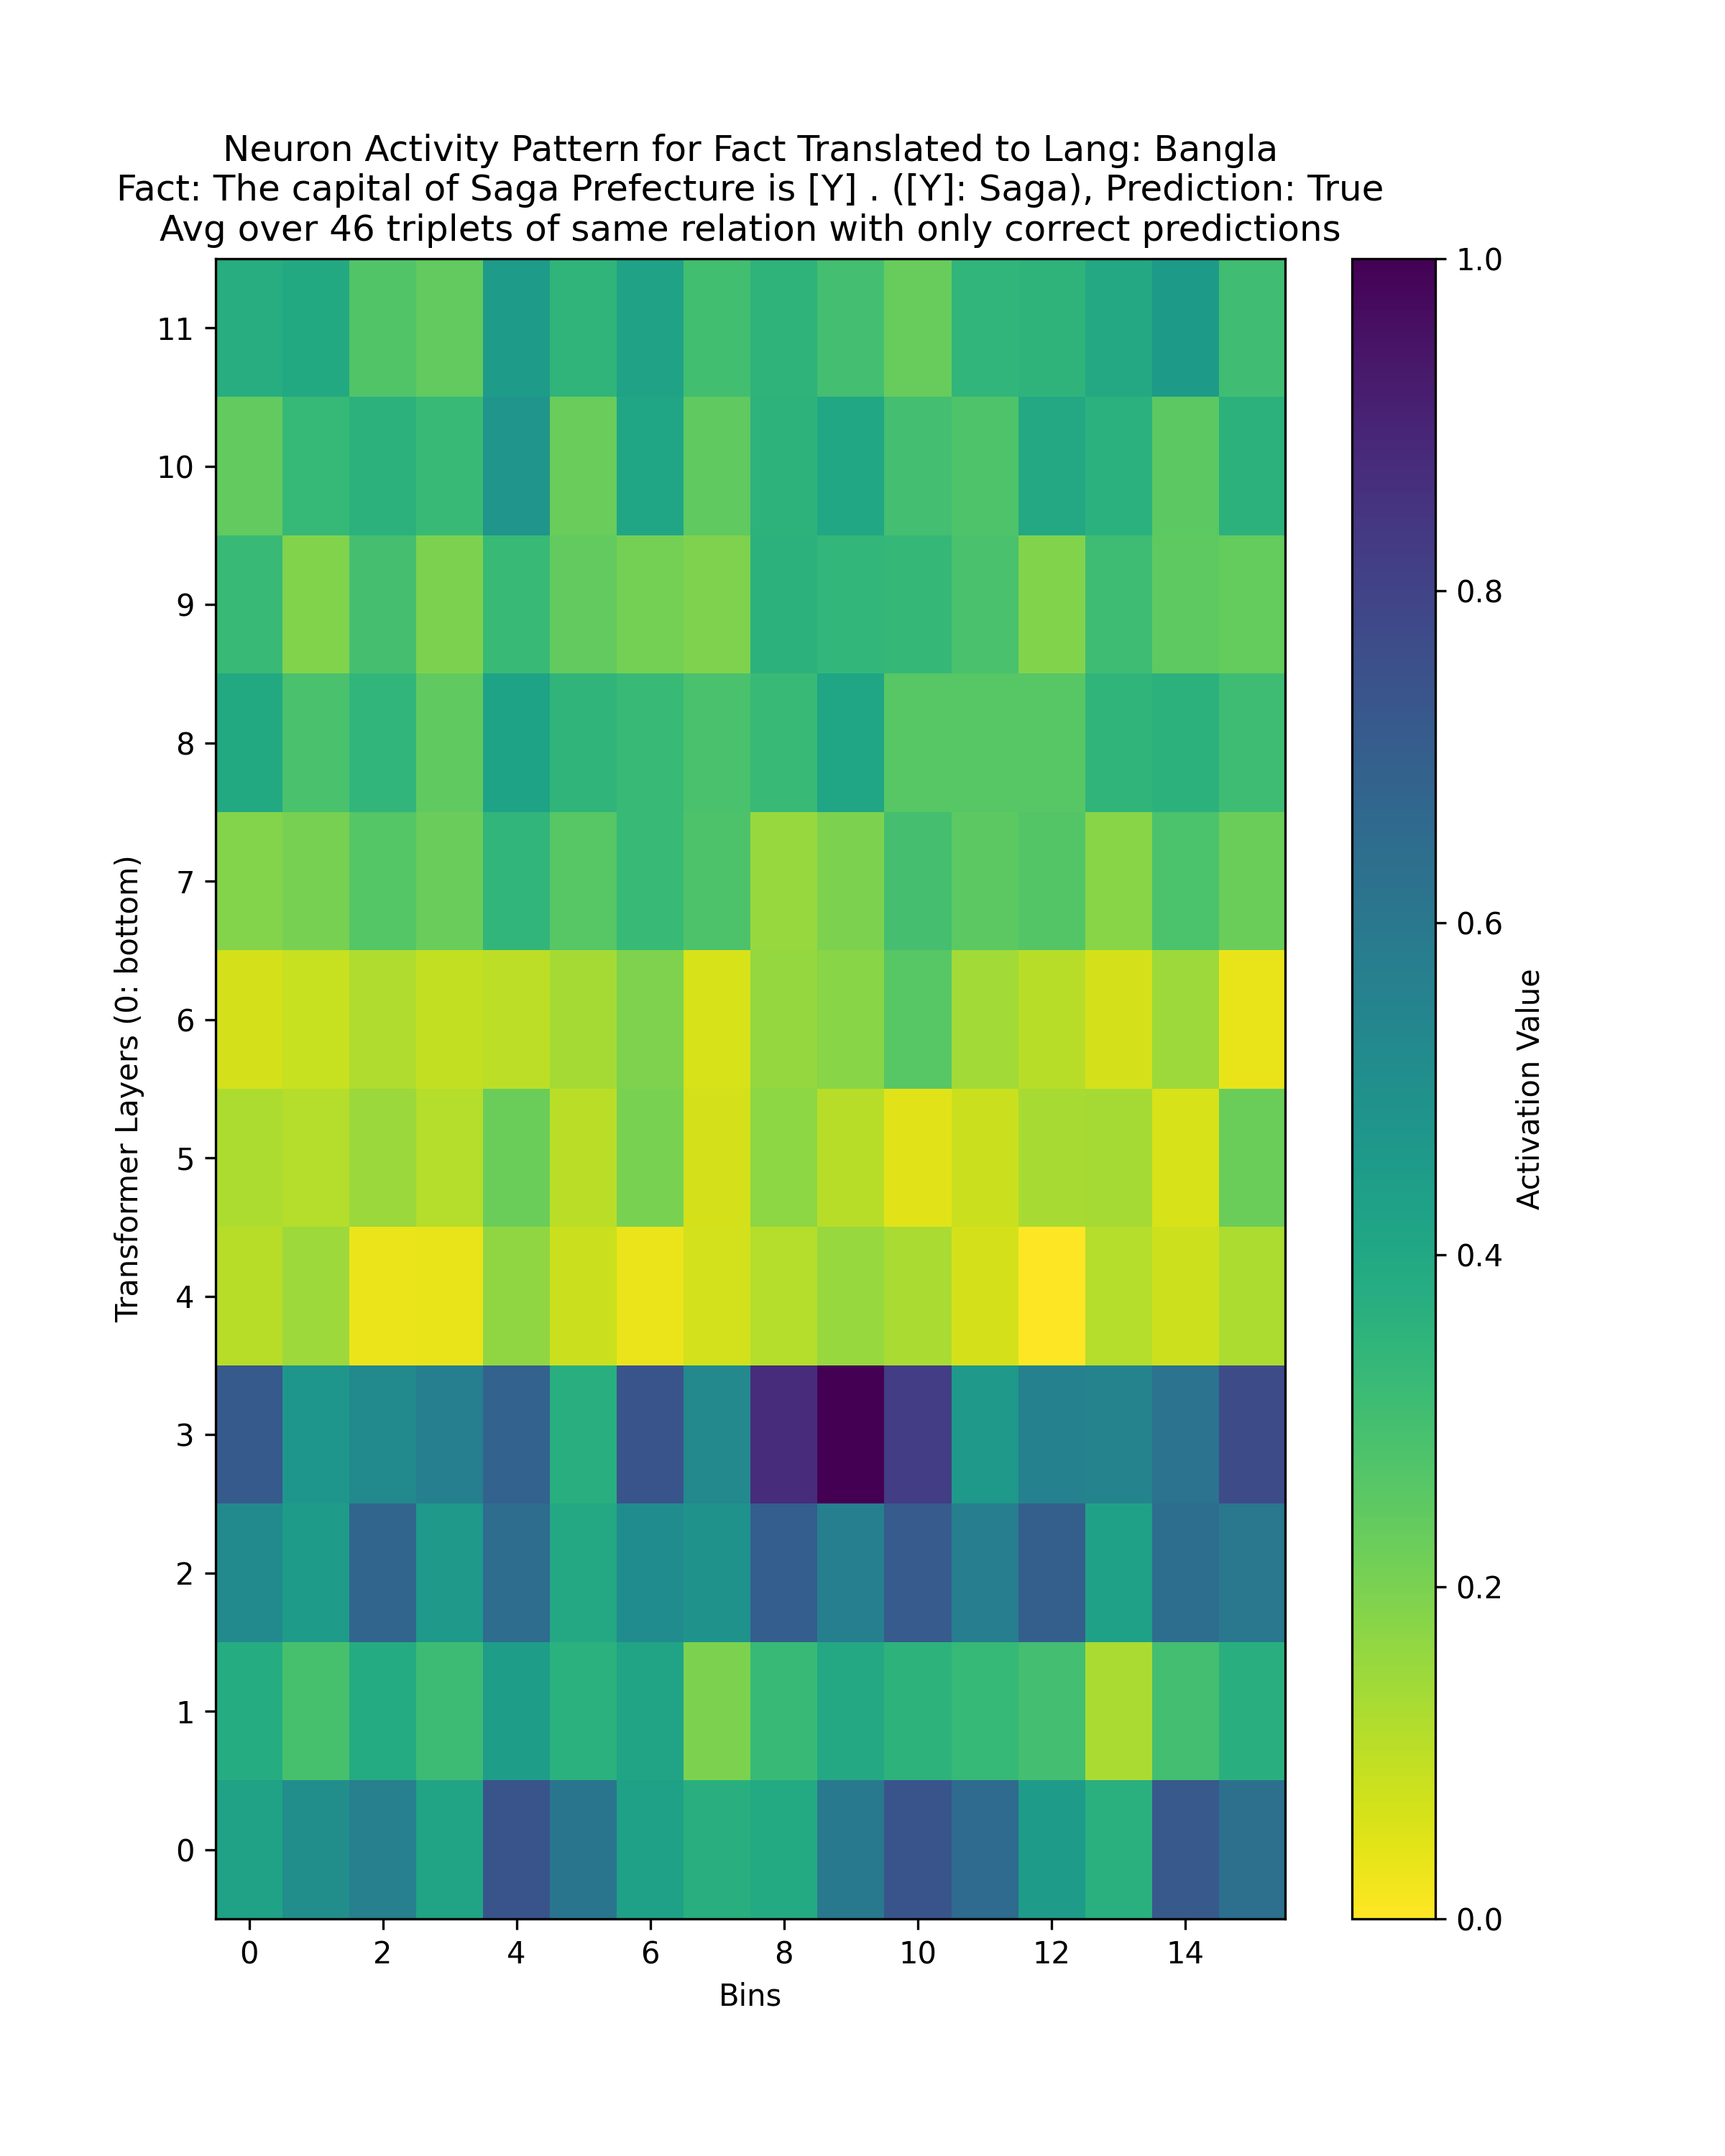 Neuron Activity Pattern for Fact Translated to Lang: Bangla
Fact: The capital of Saga Prefecture is [Y] . ([Y]: Saga), Prediction: True
Avg over 46 triplets of same relation with only correct predictions
Transformer Layers (0: bottom)
11
10
9
8
7
6
5
4
3
2
1
0
0 2 4 6 8 10 12 14
Bins
1.0
0.8
0.6
0.4
0.2
0.0
Activation Value